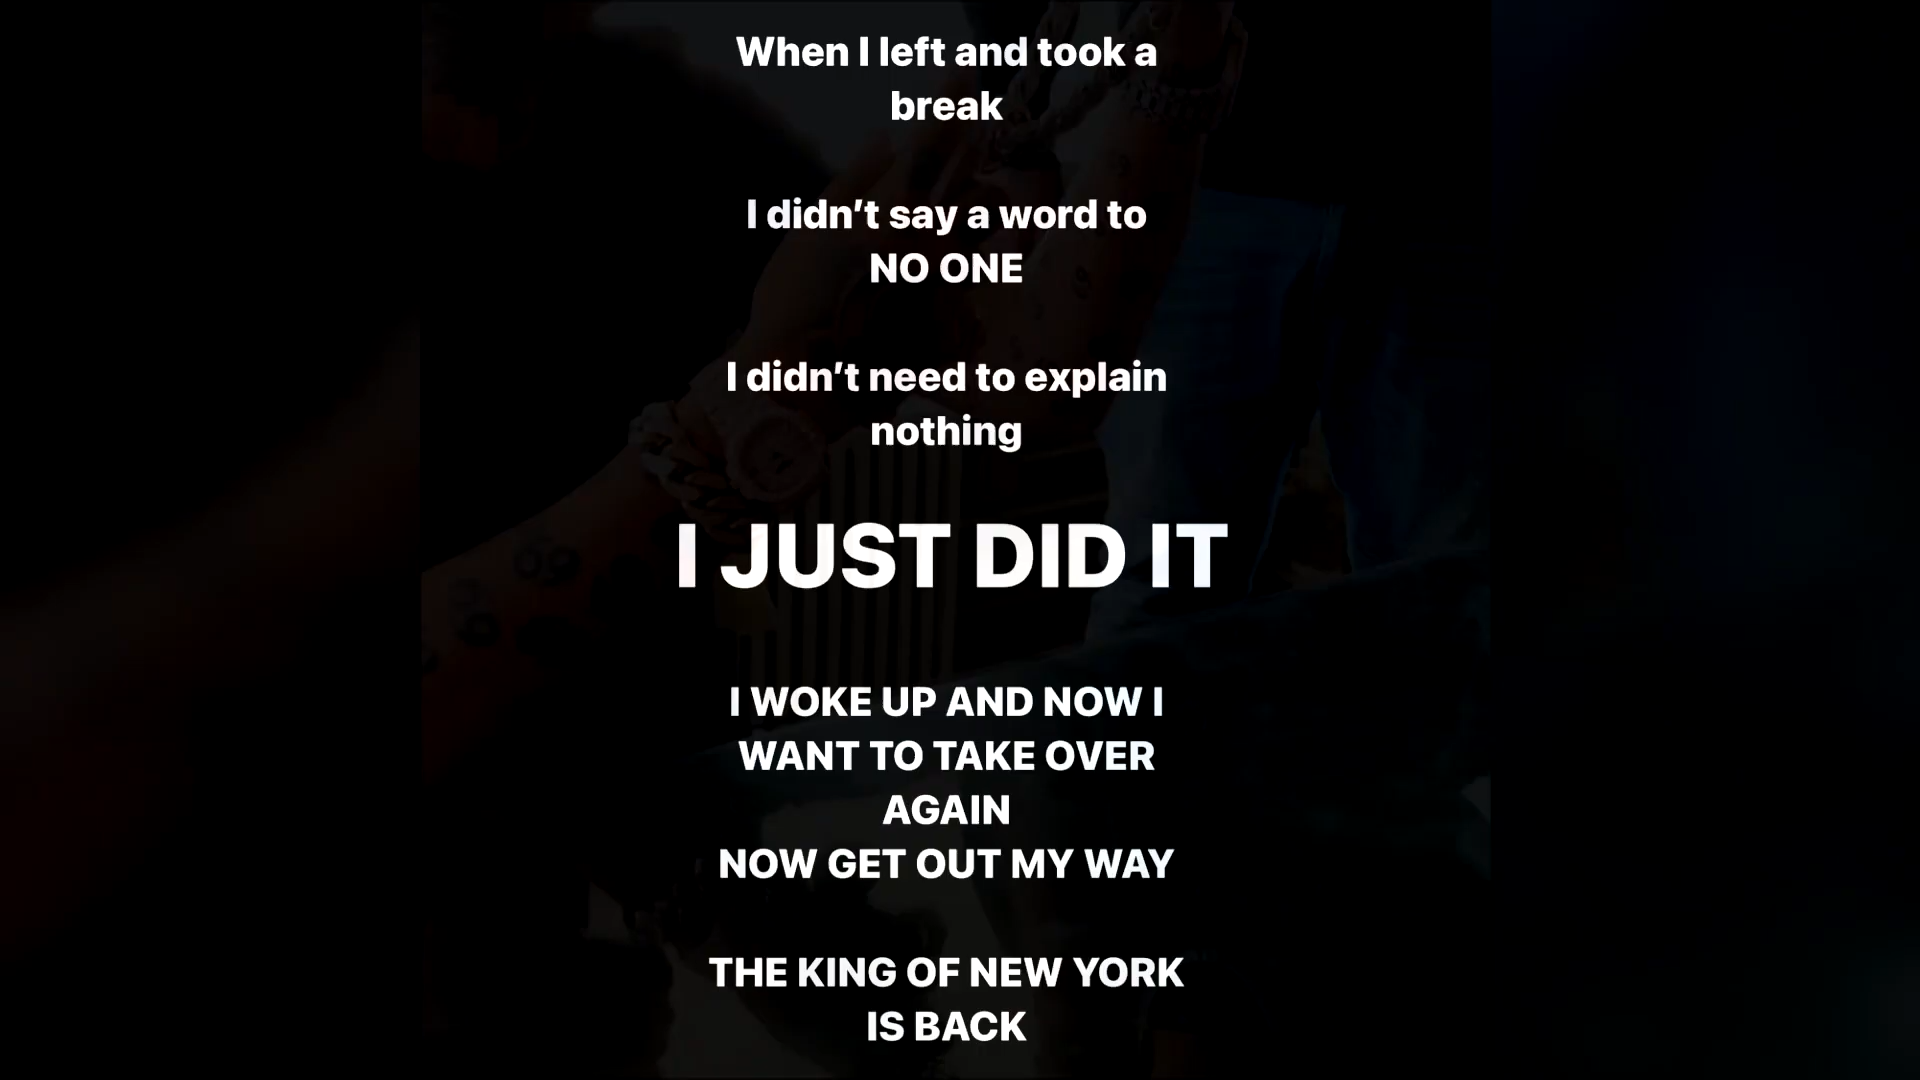 When I left and took a
break
I didn’t say a word to
NO ONE
I didn’t need to explain
nothing
I JUST DID IT
I WOKE UP AND NOW I
WANT TO TAKE OVER
AGAIN
NOW GET OUT MY WAY
THE KING OF NEW YORK
IS BACK
69
69